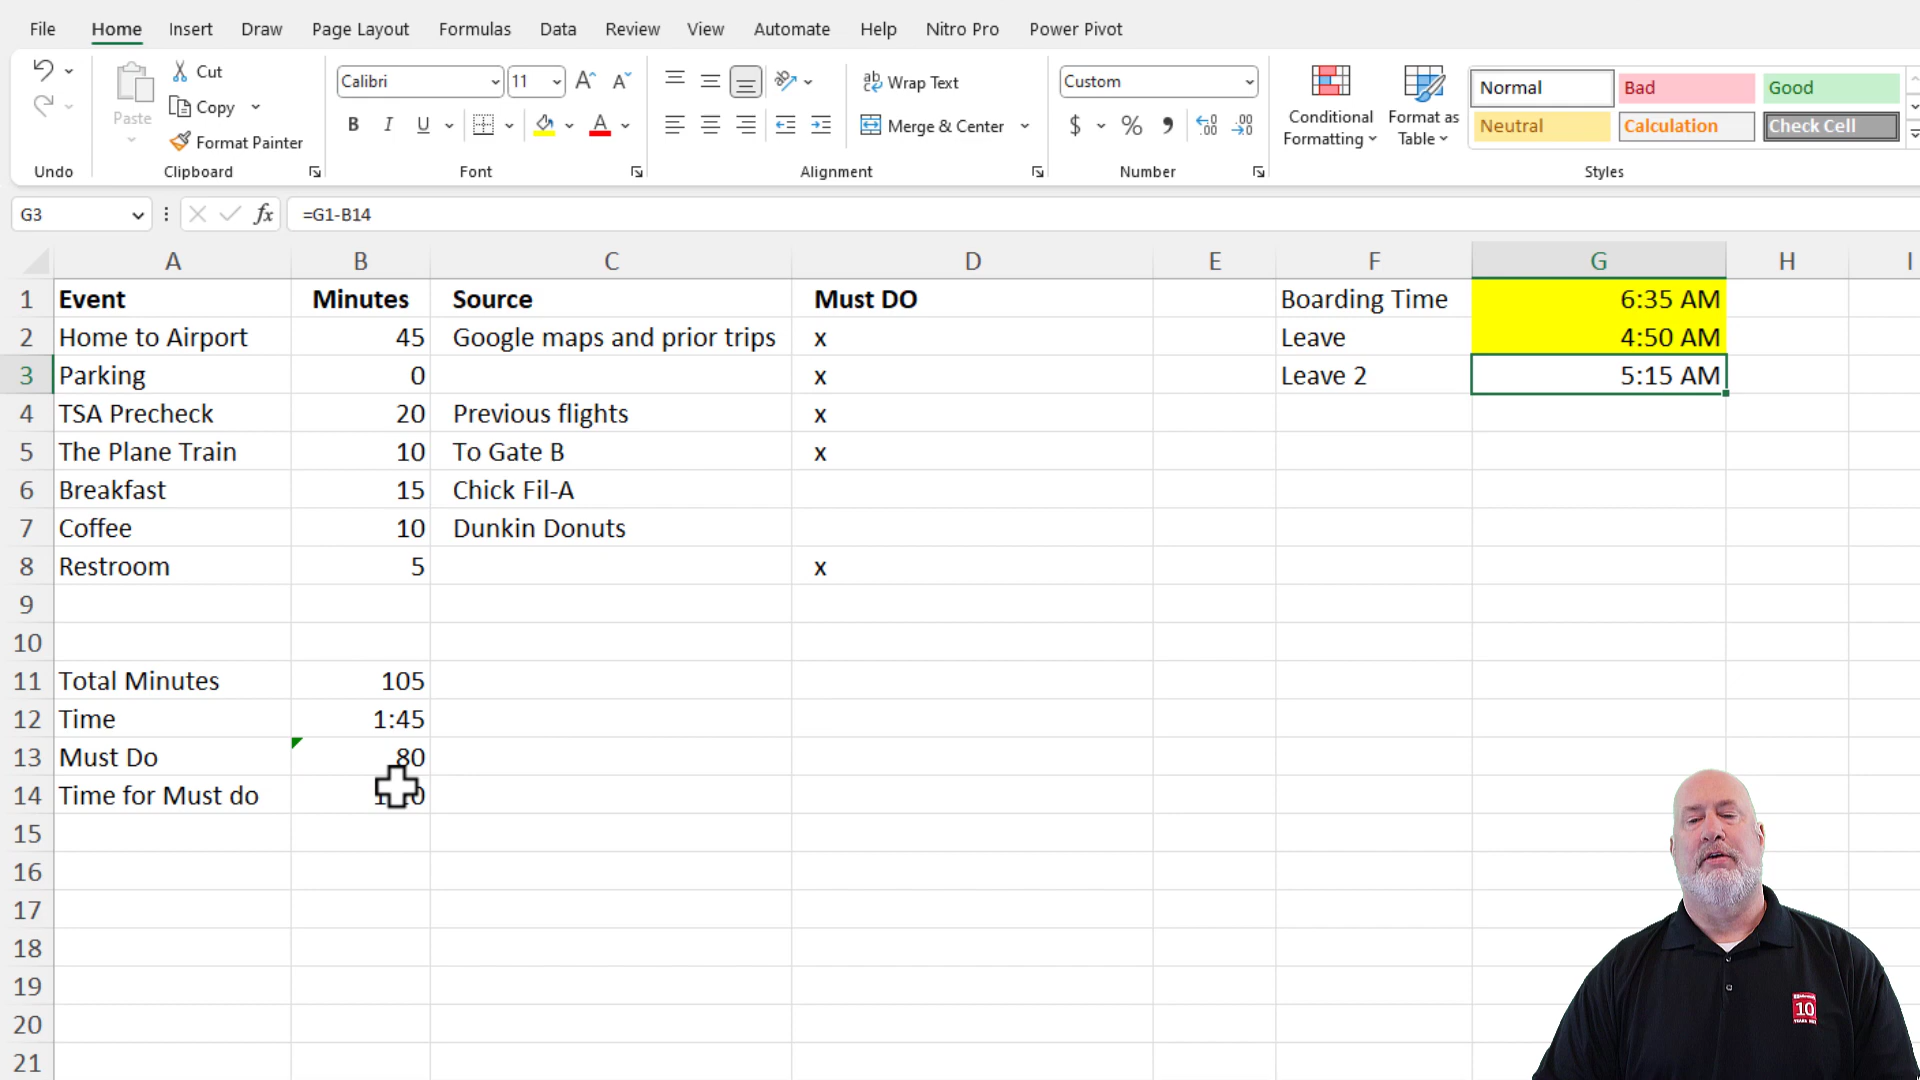 File Home Insert Draw Page Layout Formulas Data Review View Automate Help Nitro Pro Power Pivot
Cut
Copy
Paste
Format Painter
Calibri 11
B I U A
Wrap Text
Merge & Center
Custom
$ %
Conditional Formatting
Format as Table
Normal Bad Good
Neutral Calculation Check Cell
Undo Clipboard Font Alignment Number Styles
G3 fx =G1-B14
A B C D E F G H I
1 Event Minutes Source Must DO Boarding Time 6:35 AM
2 Home to Airport 45 Google maps and prior trips x Leave 4:50 AM
3 Parking 0 x Leave 2 5:15 AM
4 TSA Precheck 20 Previous flights x
5 The Plane Train 10 To Gate B x
6 Breakfast 15 Chick Fil-A
7 Coffee 10 Dunkin Donuts
8 Restroom 5 x
9
10
11 Total Minutes 105
12 Time 1:45
13 Must Do 80
14 Time for Must do
15
16
17
18
19
20
21
10